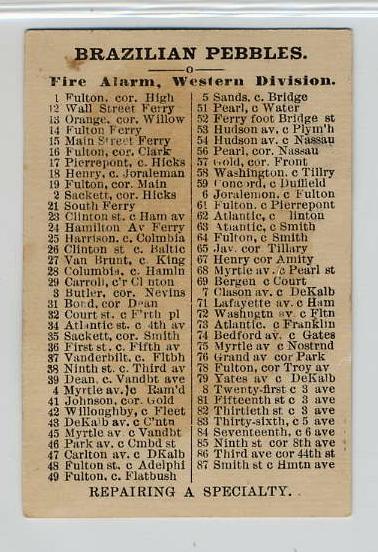 BRAZILIAN PEBBLES.
o
Fire Alarm, Western Division.
1 Fulton. cor. High
12 Wall Street Ferry
13 Orange. cor. Willow
14 Fulton Ferry
15 Main Street Ferry
16 Fulton, cor. Clark
17 Pierrepont, c. Hicks
18 Henry, c. Joraleman
19 Fulton, cor. Main
2 Sackett, cor. Hicks
21 South Ferry
23 Clinton st. c Ham av
24 Hamilton Av Ferry
25 Harrison. c. Columbia
26 Clinton st. c. Baltic
27 Van Brunt, c. King
28 Columbia. c. Hamln
29 Carroll, c'r Cl nton
3 Butler, cor. Nevins
31 Bond, cor Dean
32 Court st. c F'rth pl
34 Atlantic st. c 4th av
35 Sackett, cor. Smith
36 First st. c. Fifth av
37 Vanderbilt. c. Fltbh
38 Ninth st. c. Third av
39 Dean. c. Vandbt ave
4 Myrtle av. c Ram'd
41 Johnson, cor. Gold
42 Willoughby, c Fleet
43 DeKalb av. c C'ntn
45 Myrtle av c Vandbt
46 Park av. c Cmbd st
47 Carlton av. c DKalb
48 Fulton st. c Adelphi
49 Fulton. c. Flatbush
5 Sands. c. Bridge
51 Pearl, c Water
52 Ferry foot Bridge st
53 Hudson av. c Plym'h
54 Hudson av. c Nassau
56 Pearl, cor. Nassau
57 Gold, cor. Front
58 Washington. c Tillry
59 Concord, c Duffield
6 Joralemon. c Fulton
61 Fulton. c Pierrepont
62 Atlantic, c linton
63 Atlantic, c Smith
64 Fulton, c Smith
65 Jay. cor Tillary
67 Henry cor Amity
68 Myrtle av. c Pearl st
69 Bergen c Court
7 Clason av. c DeKalb
71 Lafayette av. c Ham
72 Washngtn av. c Fltn
73 Atlantic. c Franklin
74 Bedford av. c Gates
75 Myrtle av c Nostrnd
76 Grand av cor Park
78 Fulton, cor Troy av
79 Yates av c DeKalb
8 Twenty-first c 3 ave
81 Fifteenth st c 3 ave
82 Thirtieth st c 3 ave
83 Thirty-sixth, c 5 ave
84 Seventeenth, c 6 ave
85 Ninth st cor 8th ave
86 Third ave cor 44th st
87 Smith st c Hmtn ave
REPAIRING A SPECIALTY.